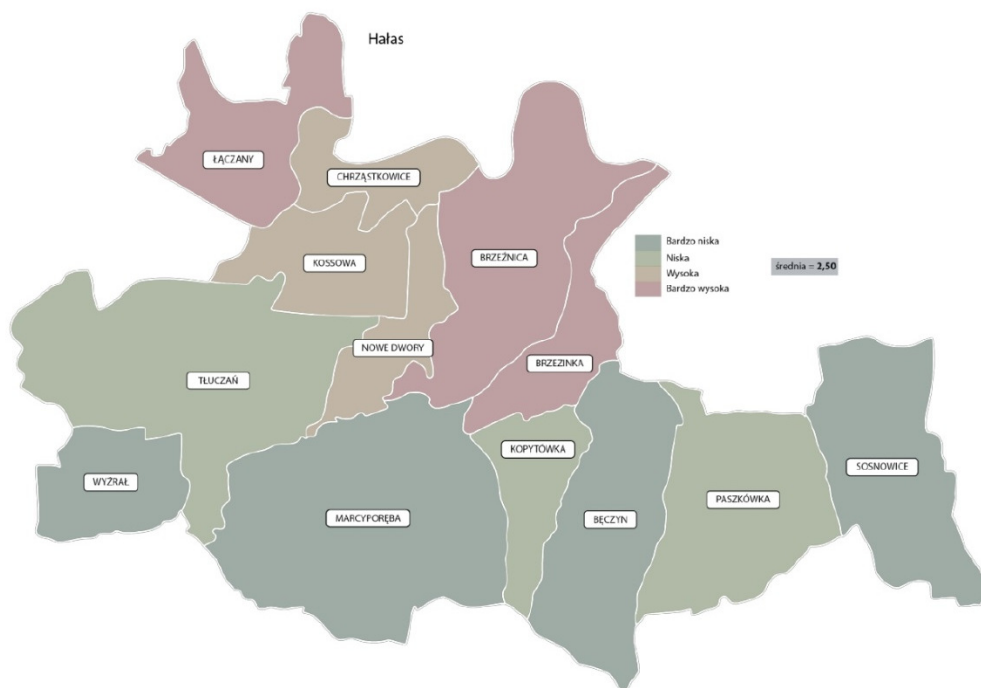 Hałas
ŁĄCZANY
CHRZĄSTKOWICE
KOSSOWA
BRZEŹNICA
Bardzo niska
Niska
Wysoka
Bardzo wysoka
średnia = 2,50
NOWE DWORY
BRZEZINKA
TŁUCZAŃ
KOPYTÓWKA
WYŹRAŁ
SOSNOWICE
PASZKÓWKA
MARCYPORĘBA
BĘCZYN